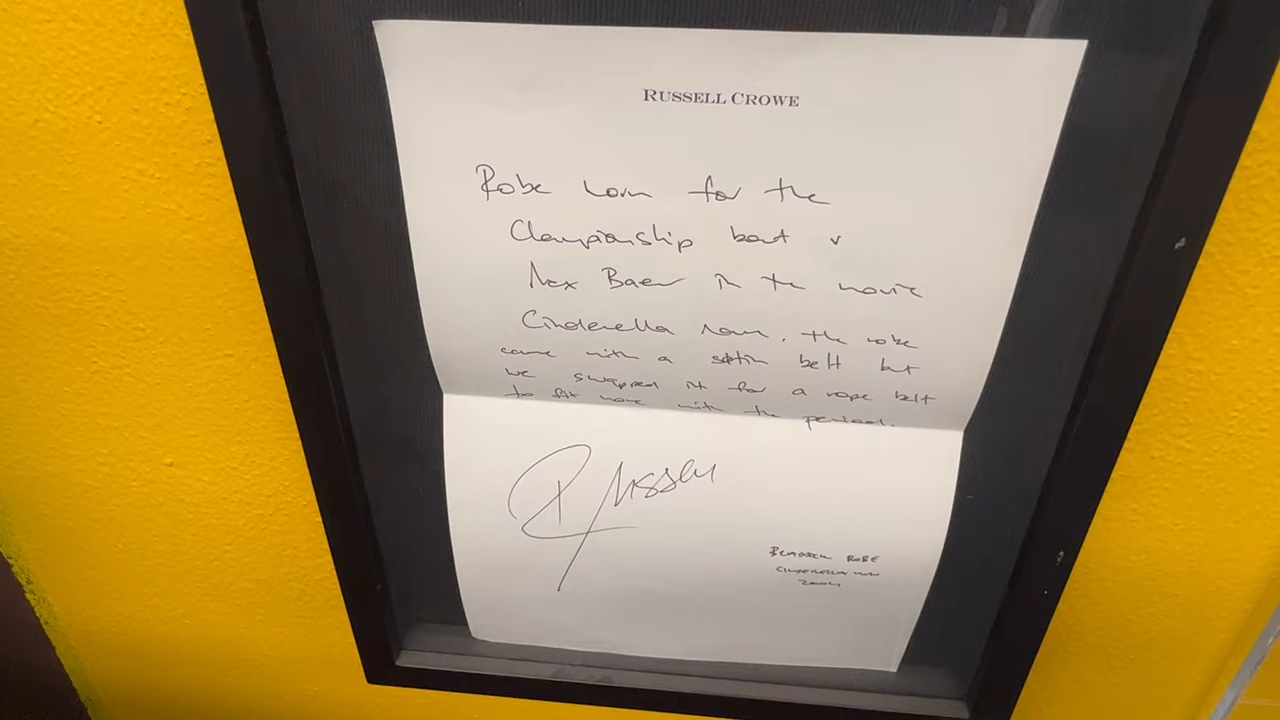 RUSSELL CROWE
Robe worn for the
Championship bout v
Max Baer in the movie
Cinderella Man. The robe
came with a satin belt but
we swapped it for a rope belt
to fit more with the period.
Russell
BRADDOCK ROBE
CINDERELLA MAN
2004